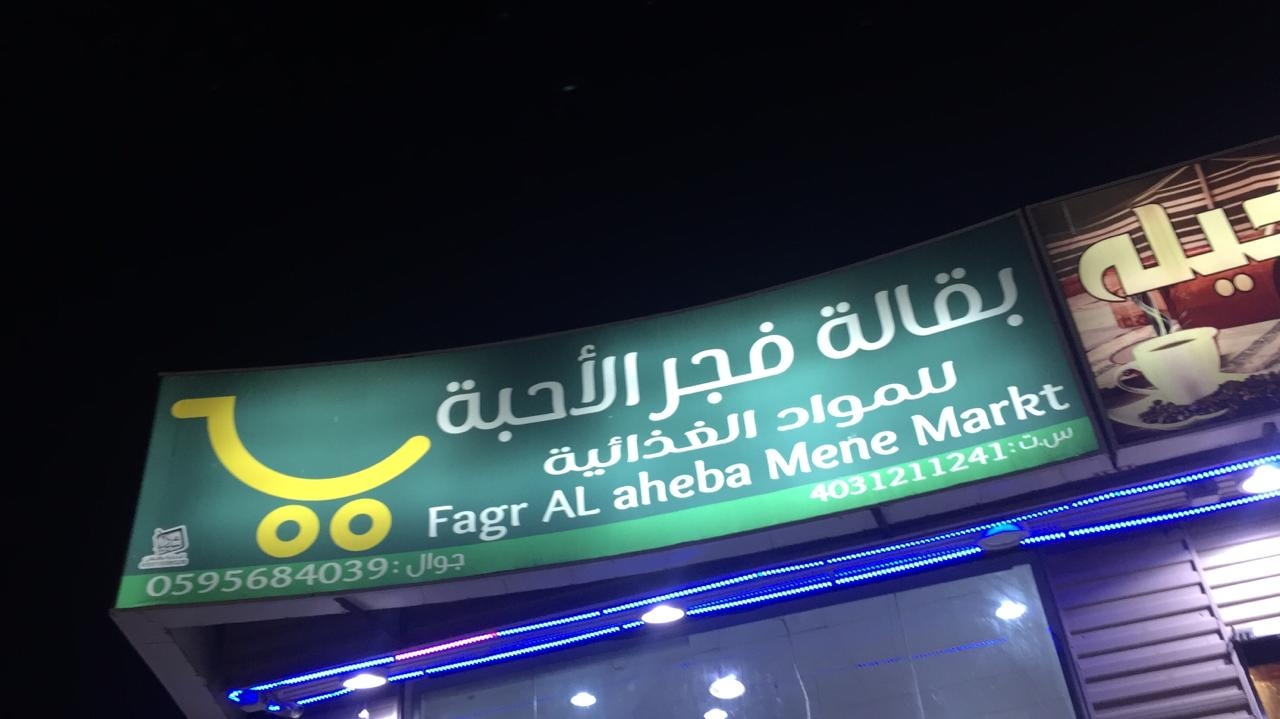 بقالة فجر الأحبة
للمواد الغذائية
Fagr AL aheba Mene Markt
س.ت: 4031211241
جوال: 0595684039